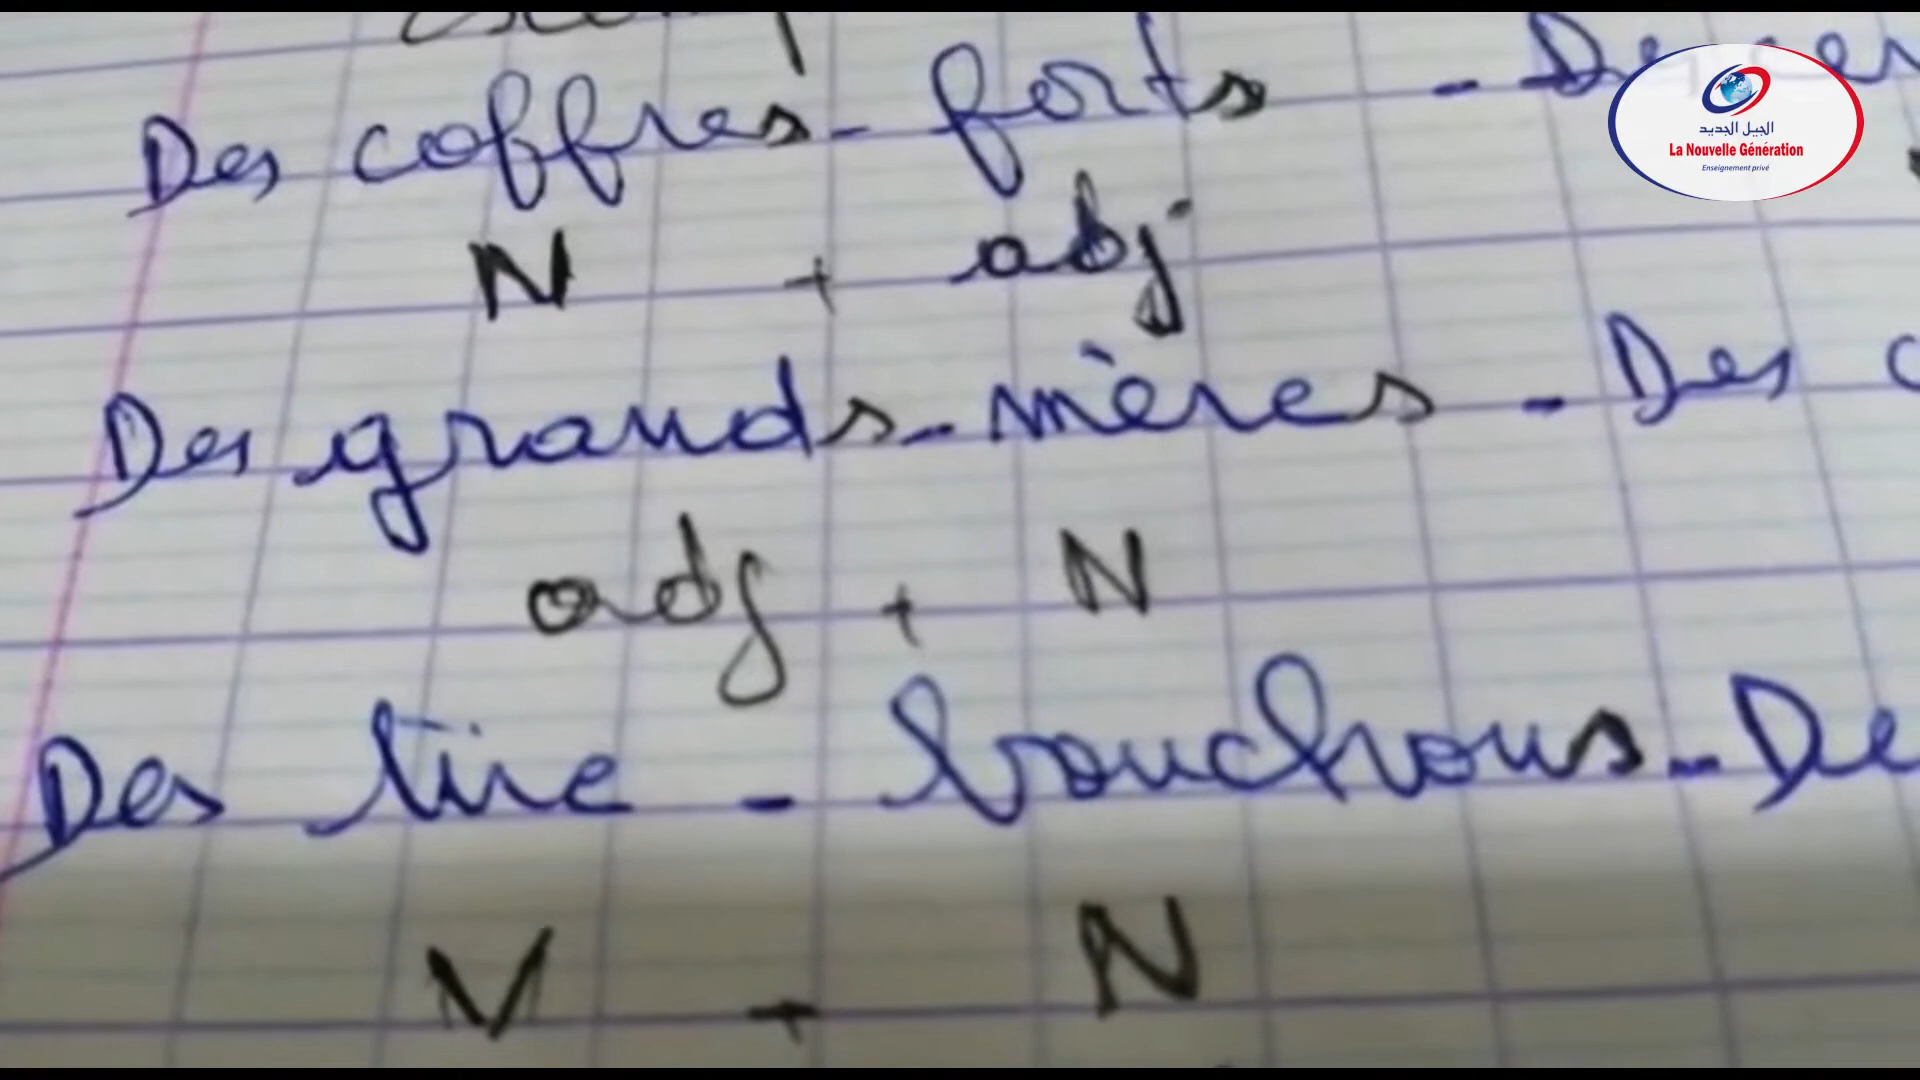 Des coffres-forts -
N + adj
Des grands-mères - Des
adj + N
Des tire-bouchons -
V + N
الجيل الجديد
La Nouvelle Génération
Enseignement privé